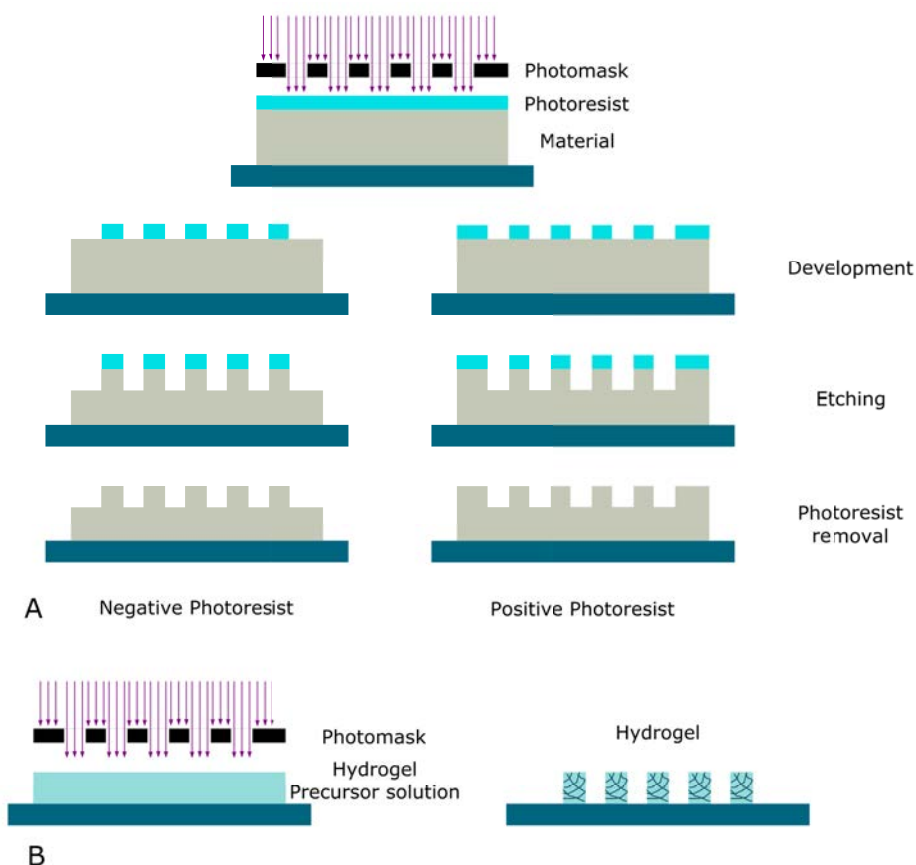 Photomask
Photoresist
Material
Development
Etching
Photoresist
removal
A
Negative Photoresist
Positive Photoresist
Photomask
Hydrogel
Precursor solution
Hydrogel
B